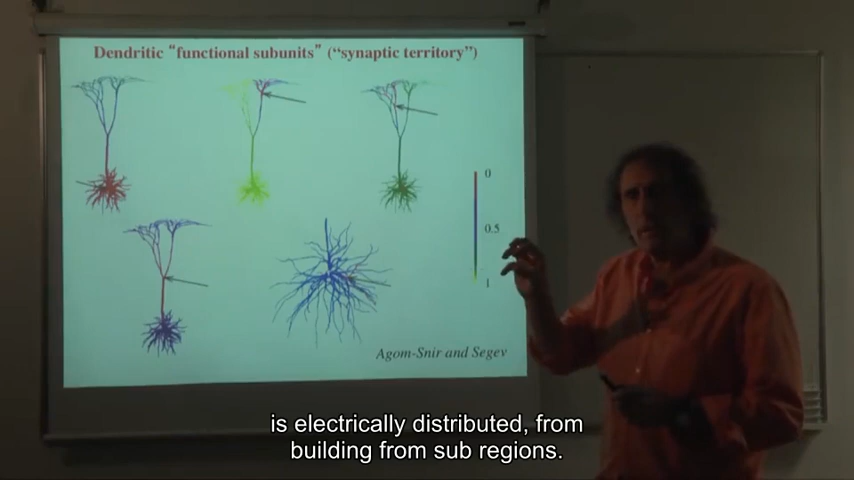 Dendritic “functional subunits” (“synaptic territory”)
0
0.5
1
Agom-Snir and Segev
is electrically distributed, from
building from sub regions.